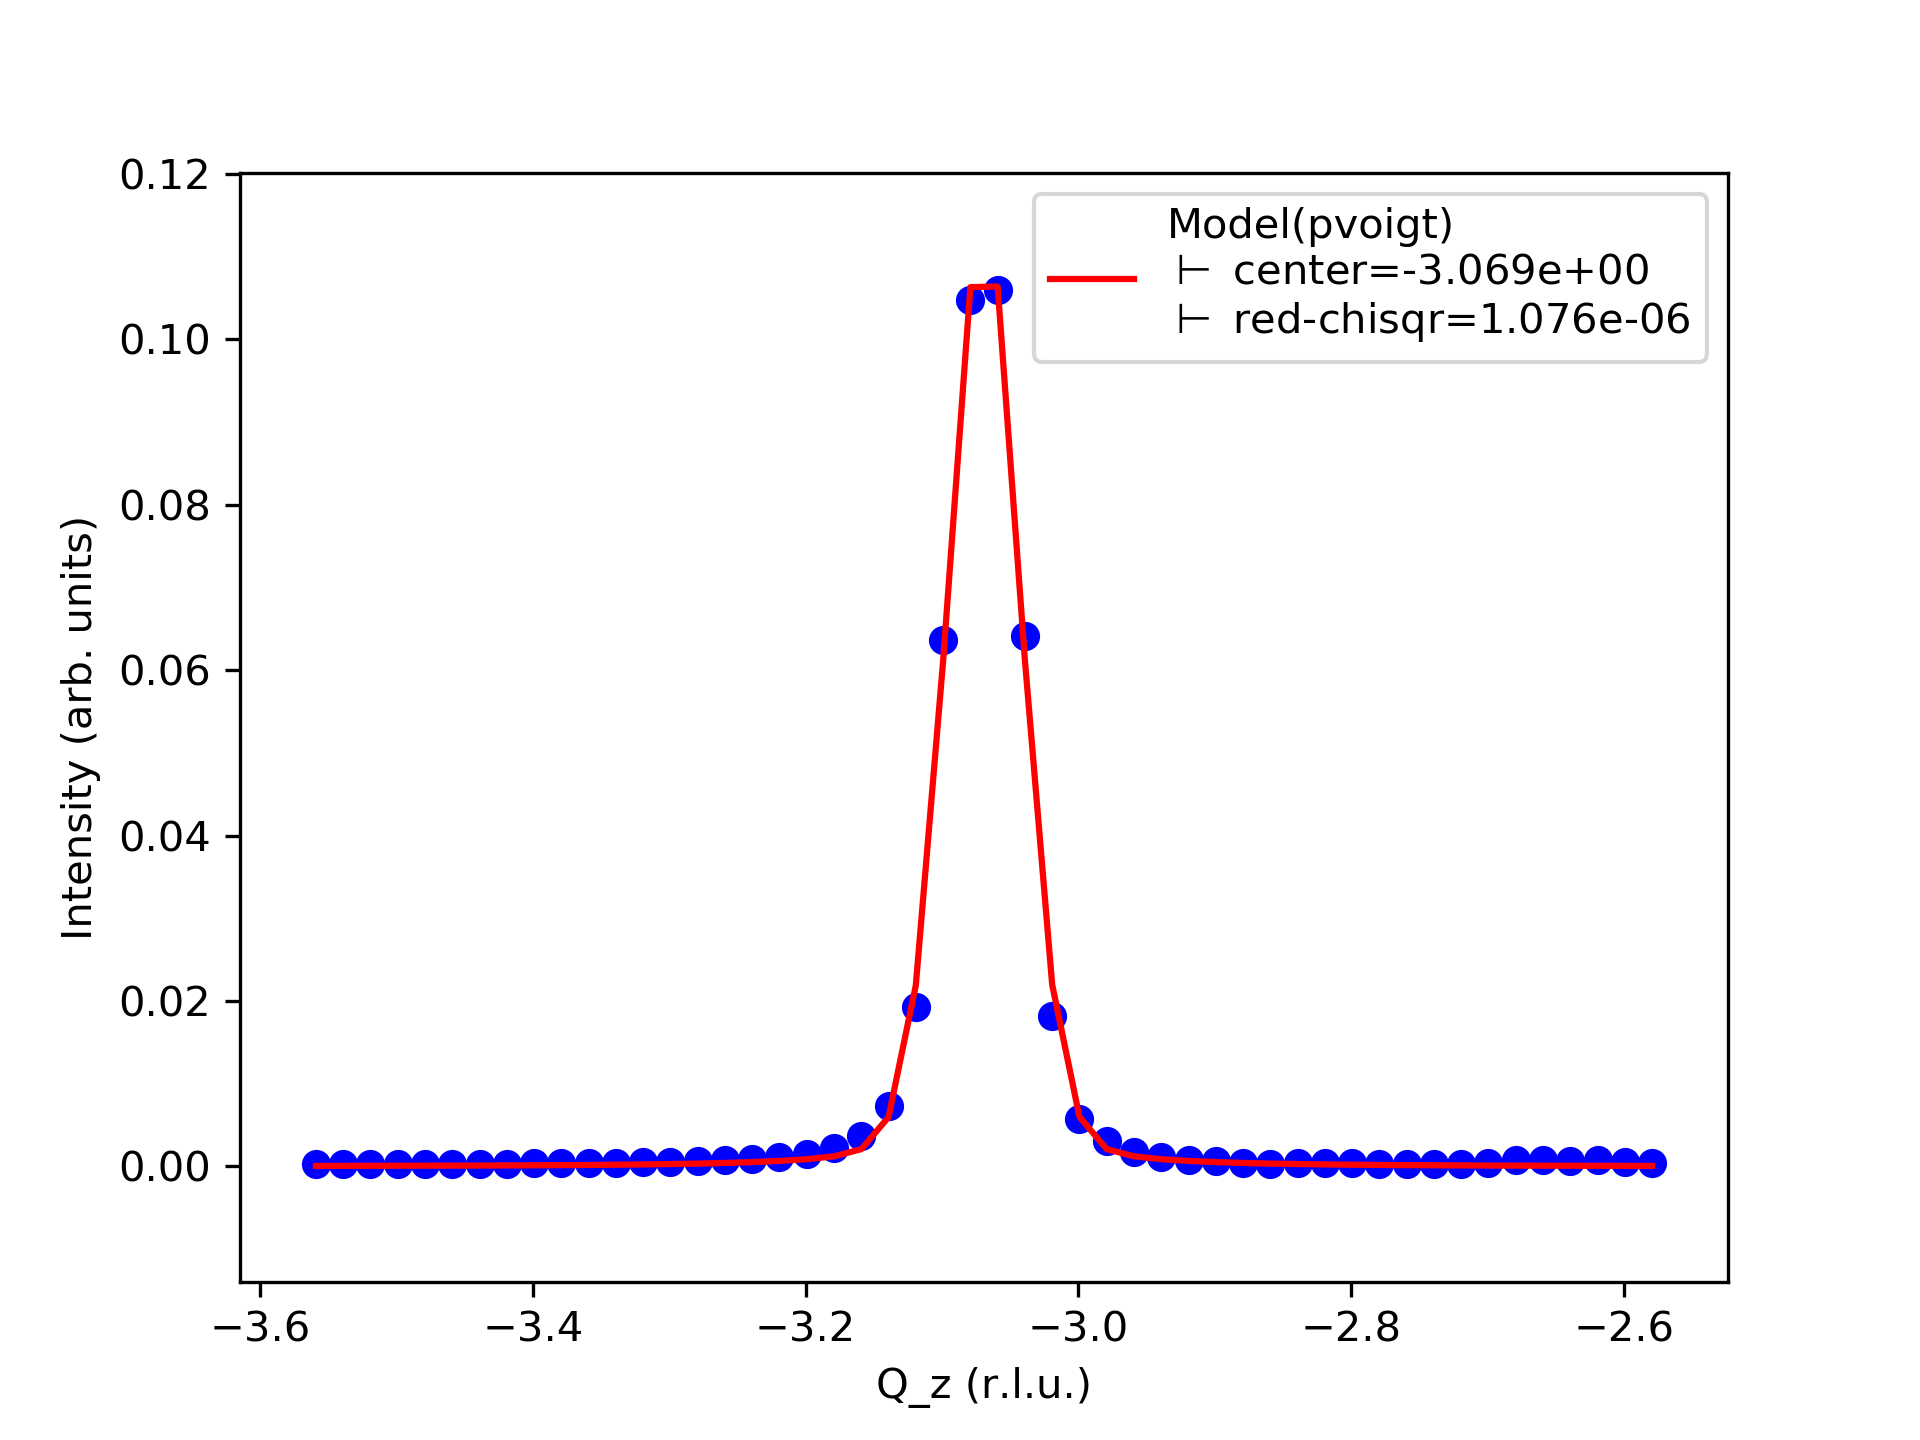 Model(pvoigt)
⊢ center=-3.069e+00
⊢ red-chisqr=1.076e-06
0.12
0.10
0.08
0.06
0.04
0.02
0.00
Intensity (arb. units)
−3.6
−3.4
−3.2
−3.0
−2.8
−2.6
Q_z (r.l.u.)